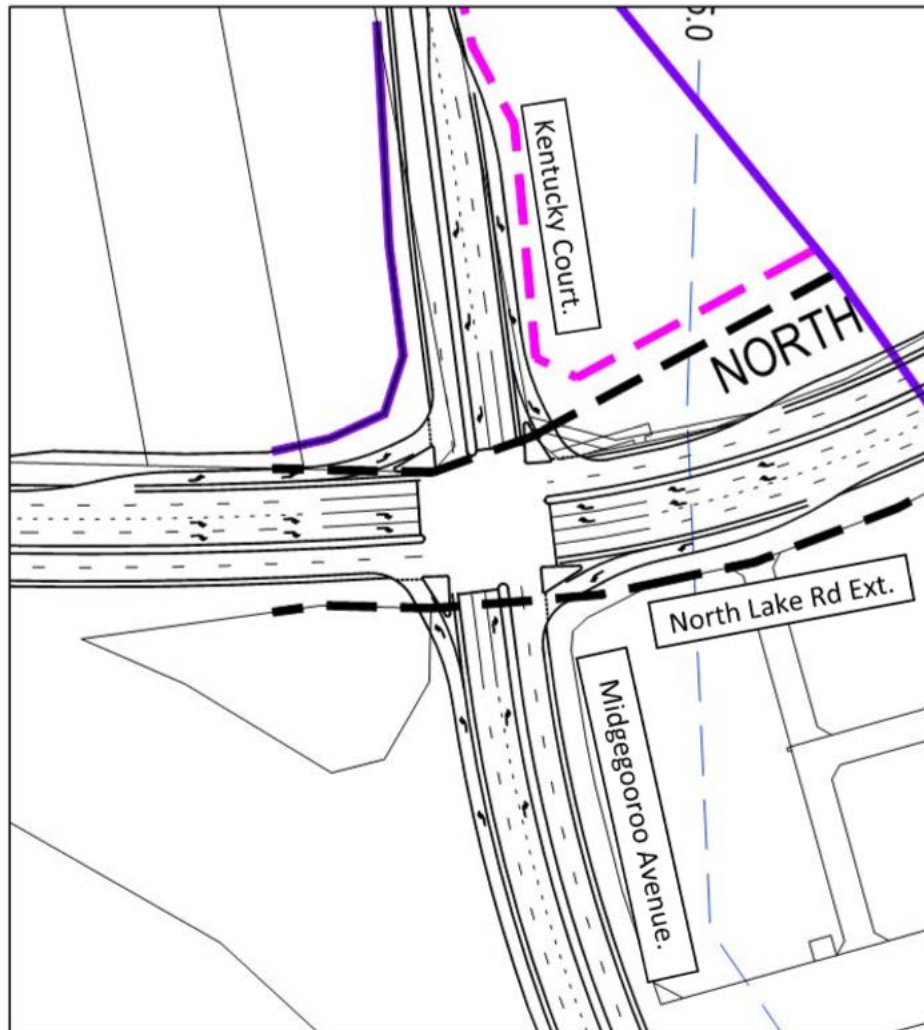 5.0
Kentucky Court.
NORTH
North Lake Rd Ext.
Midgegooroo Avenue.